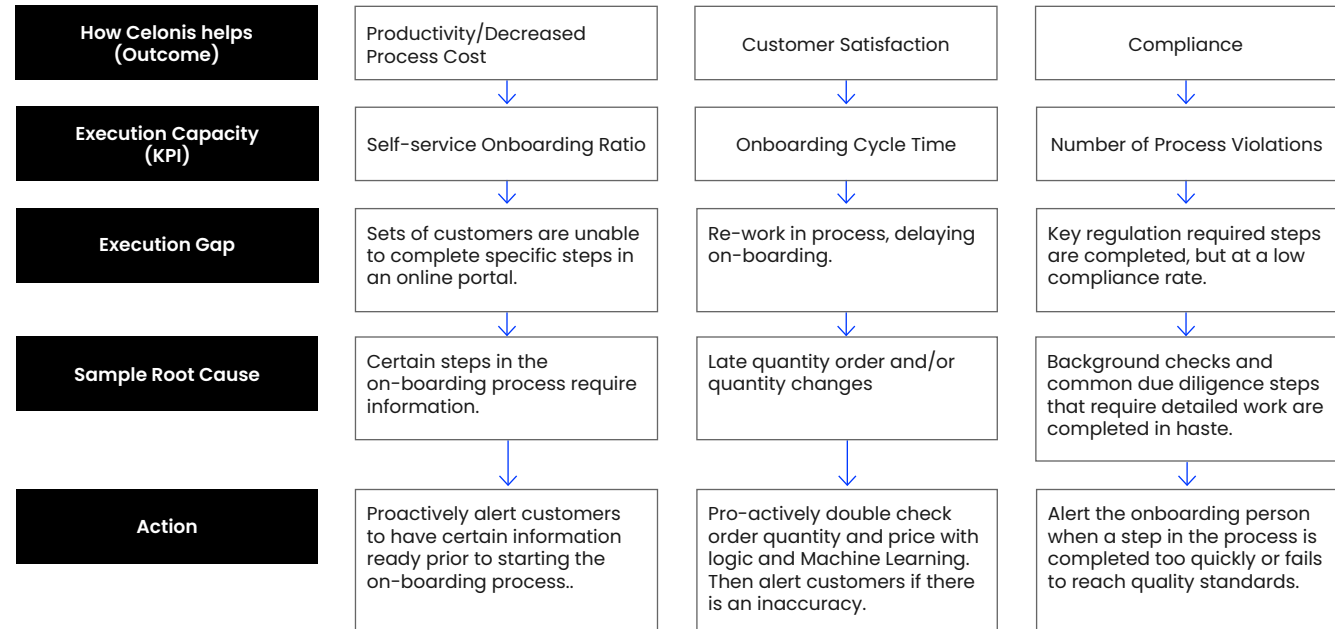 How Celonis helps
(Outcome)
Productivity/Decreased
Process Cost
Customer Satisfaction
Compliance
Execution Capacity
(KPI)
Self-service Onboarding Ratio
Onboarding Cycle Time
Number of Process Violations
Execution Gap
Sets of customers are unable
to complete specific steps in
an online portal.
Re-work in process, delaying
on-boarding.
Key regulation required steps
are completed, but at a low
compliance rate.
Sample Root Cause
Certain steps in the
on-boarding process require
information.
Late quantity order and/or
quantity changes
Background checks and
common due diligence steps
that require detailed work are
completed in haste.
Action
Proactively alert customers
to have certain information
ready prior to starting the
on-boarding process..
Pro-actively double check
order quantity and price with
logic and Machine Learning.
Then alert customers if there
is an inaccuracy.
Alert the onboarding person
when a step in the process is
completed too quickly or fails
to reach quality standards.